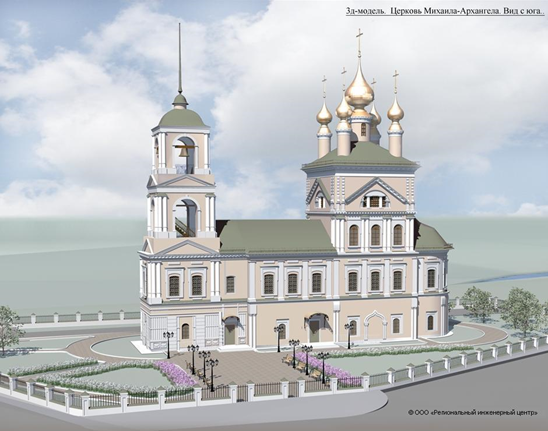 3д-модель. Церковь Михаила-Архангела. Вид с юга..
© ООО «Региональный инженерный центр»